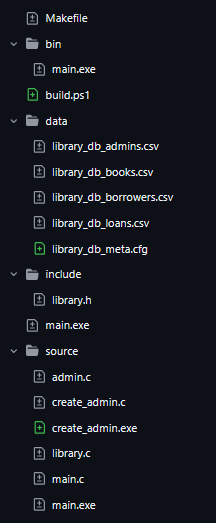 Makefile
bin
main.exe
build.ps1
data
library_db_admins.csv
library_db_books.csv
library_db_borrowers.csv
library_db_loans.csv
library_db_meta.cfg
include
library.h
main.exe
source
admin.c
create_admin.c
create_admin.exe
library.c
main.c
main.exe